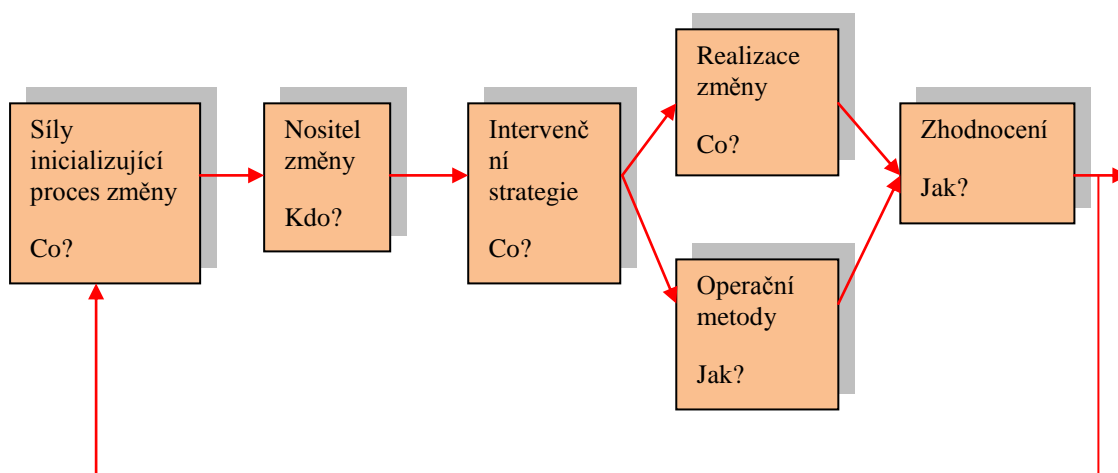 Síly
inicializující
proces změny
Co?
Nositel
změny
Kdo?
Intervenč
ní
strategie
Co?
Realizace
změny
Co?
Operační
metody
Jak?
Zhodnocení
Jak?